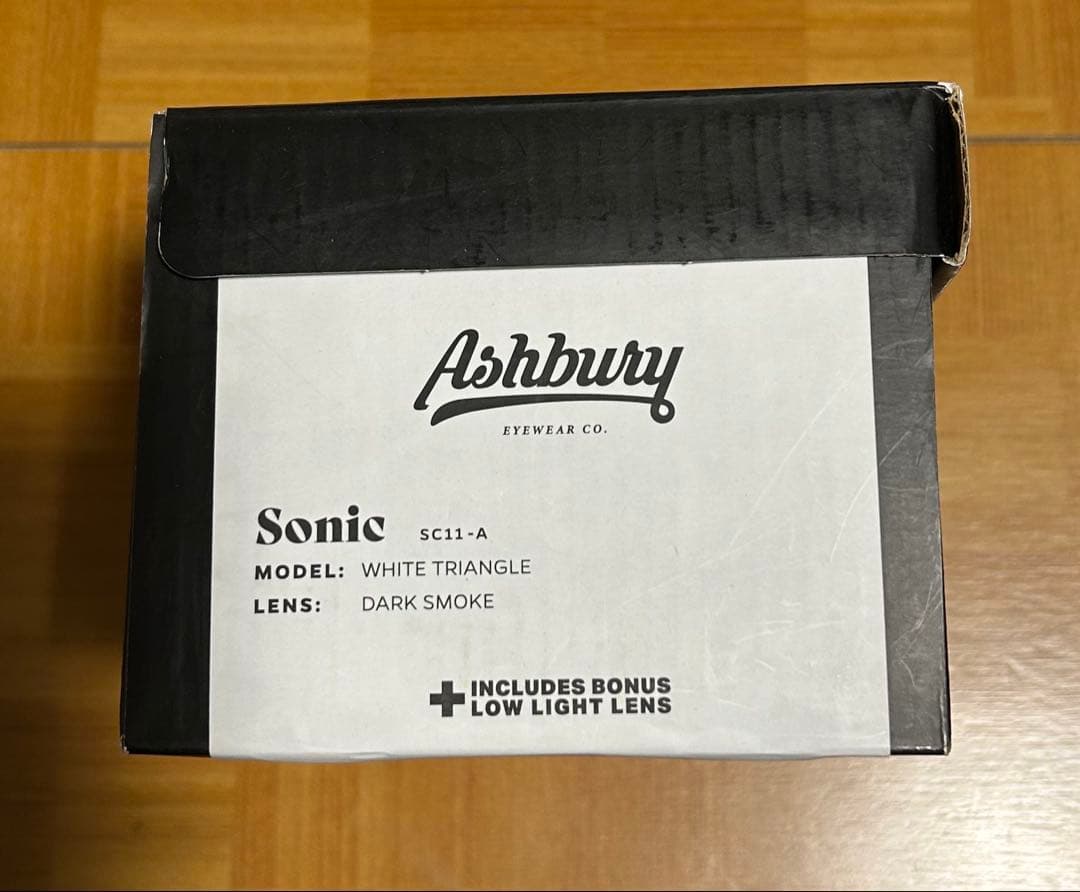 Ashbury
EYEWEAR CO.
Sonic SC11-A
MODEL: WHITE TRIANGLE
LENS: DARK SMOKE
+ INCLUDES BONUS
LOW LIGHT LENS